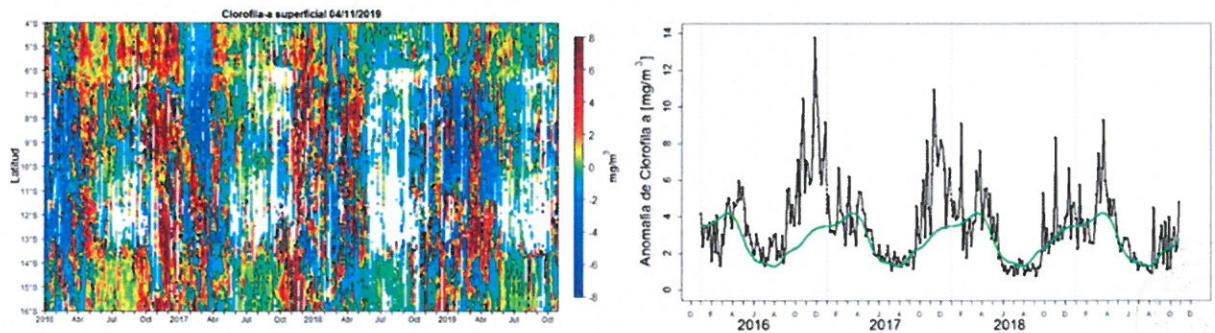 Clorofila-a superficial 04/11/2019
4°S
5°S
6°S
7°S
8°S
9°S
10°S
11°S
12°S
13°S
14°S
15°S
16°S
Latitud
2016 Abr Jul Oct 2017 Abr Jul Oct 2018 Abr Jul Oct 2019 Abr Jul Oct
8
6
4
2
0
-2
-4
-6
-8
mg/m³
Anomalía de Clorofila a [mg/m³]
14
12
10
8
6
4
2
0
D F A J A O D F A J A O D F A J A O D F A J A O D
2016 2017 2018